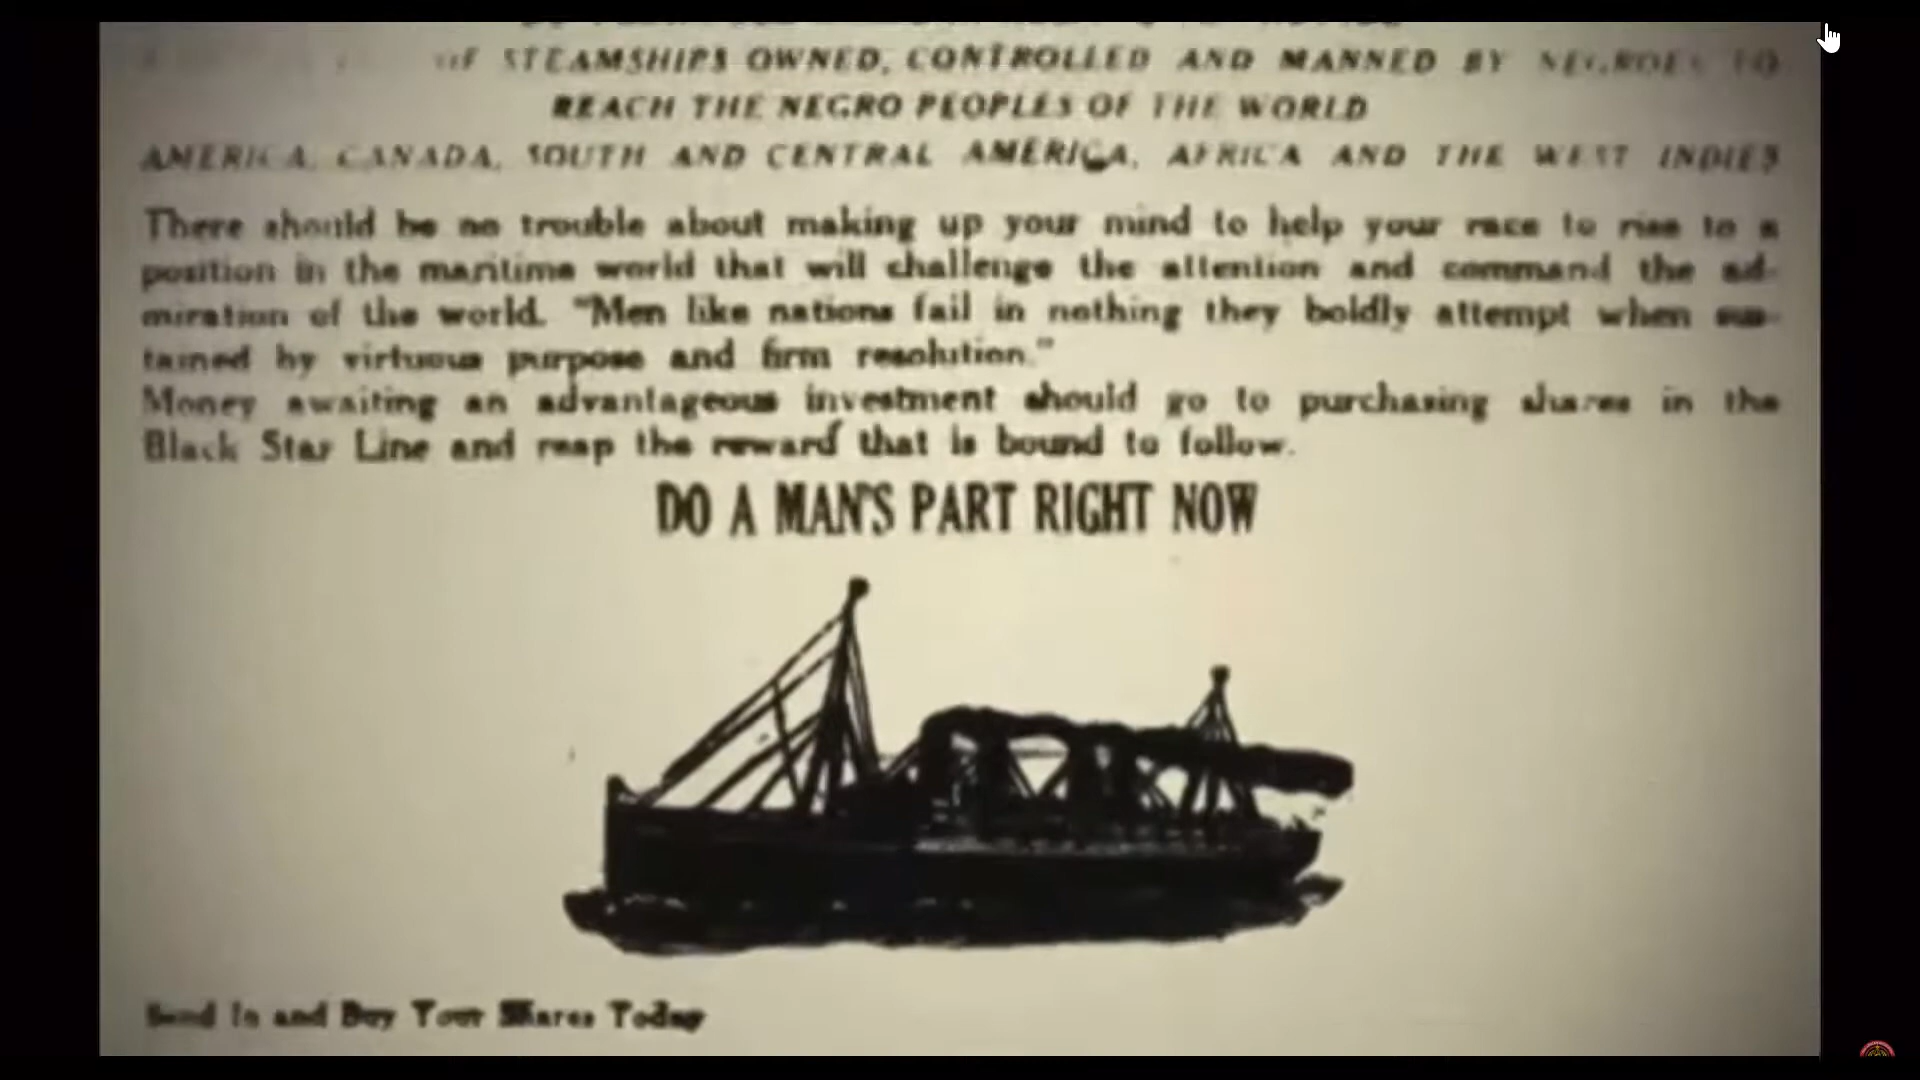 OF STEAMSHIPS OWNED, CONTROLLED AND MANNED BY NEGROES TO
REACH THE NEGRO PEOPLES OF THE WORLD
AMERICA, CANADA, SOUTH AND CENTRAL AMERICA, AFRICA AND THE WEST INDIES
There should be no trouble about making up your mind to help your race to rise to a
position in the maritime world that will challenge the attention and command the ad-
miration of the world. "Men like nations fail in nothing they boldly attempt when sus-
tained by virtuous purpose and firm resolution."
Money awaiting an advantageous investment should go to purchasing shares in the
Black Star Line and reap the reward that is bound to follow.
DO A MAN'S PART RIGHT NOW
Send In and Buy Your Shares Today